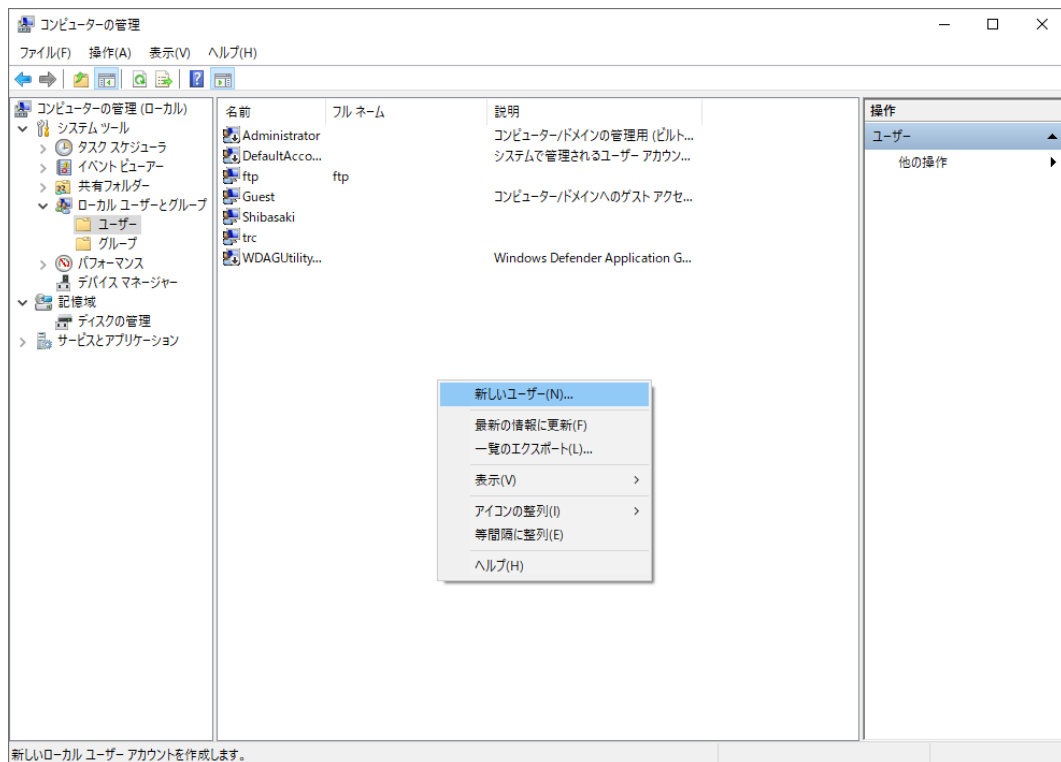 コンピューターの管理
ファイル(F) 操作(A) 表示(V) ヘルプ(H)
コンピューターの管理 (ローカル)
システム ツール
タスク スケジューラ
イベント ビューアー
共有フォルダー
ローカル ユーザーとグループ
ユーザー
グループ
パフォーマンス
デバイス マネージャー
記憶域
ディスクの管理
サービスとアプリケーション
名前 フル ネーム 説明
Administrator コンピューター/ドメインの管理用 (ビルト...
DefaultAcco... システムで管理されるユーザー アカウン...
ftp ftp
Guest コンピューター/ドメインへのゲスト アクセ...
Shibasaki
trc
WDAGUtility... Windows Defender Application G...
新しいユーザー(N)...
最新の情報に更新(F)
一覧のエクスポート(L)...
表示(V)
アイコンの整列(I)
等間隔に整列(E)
ヘルプ(H)
操作
ユーザー
他の操作
新しいローカル ユーザー アカウントを作成します。